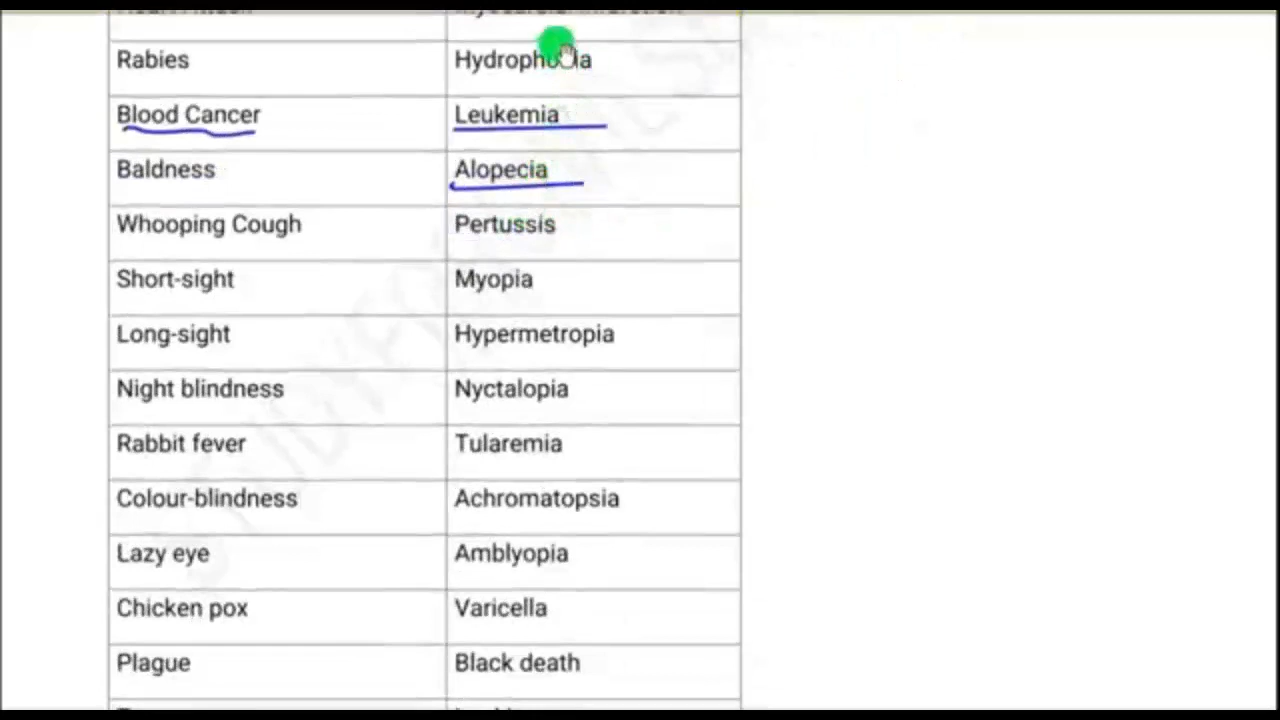 Rabies Hydrophobia
Blood Cancer Leukemia
Baldness Alopecia
Whooping Cough Pertussis
Short-sight Myopia
Long-sight Hypermetropia
Night blindness Nyctalopia
Rabbit fever Tularemia
Colour-blindness Achromatopsia
Lazy eye Amblyopia
Chicken pox Varicella
Plague Black death